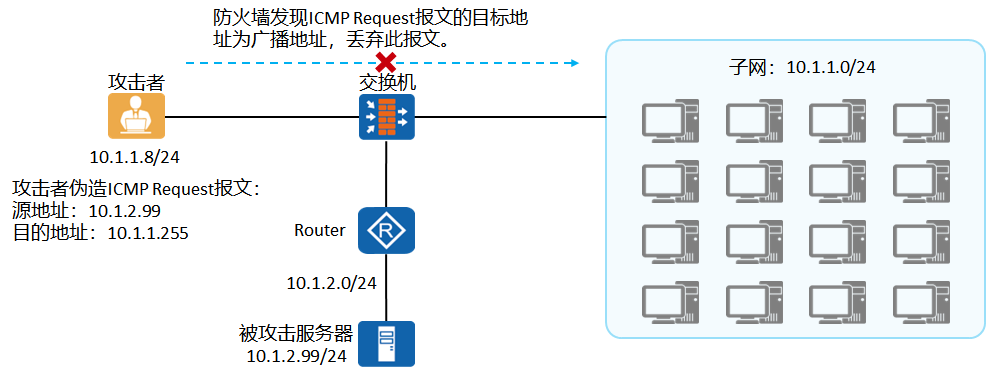 防火墙发现ICMP Request报文的目标地
址为广播地址，丢弃此报文。
子网：10.1.1.0/24
攻击者
交换机
10.1.1.8/24
攻击者伪造ICMP Request报文：
源地址：10.1.2.99
目的地址：10.1.1.255
Router
R
10.1.2.0/24
被攻击服务器
10.1.2.99/24